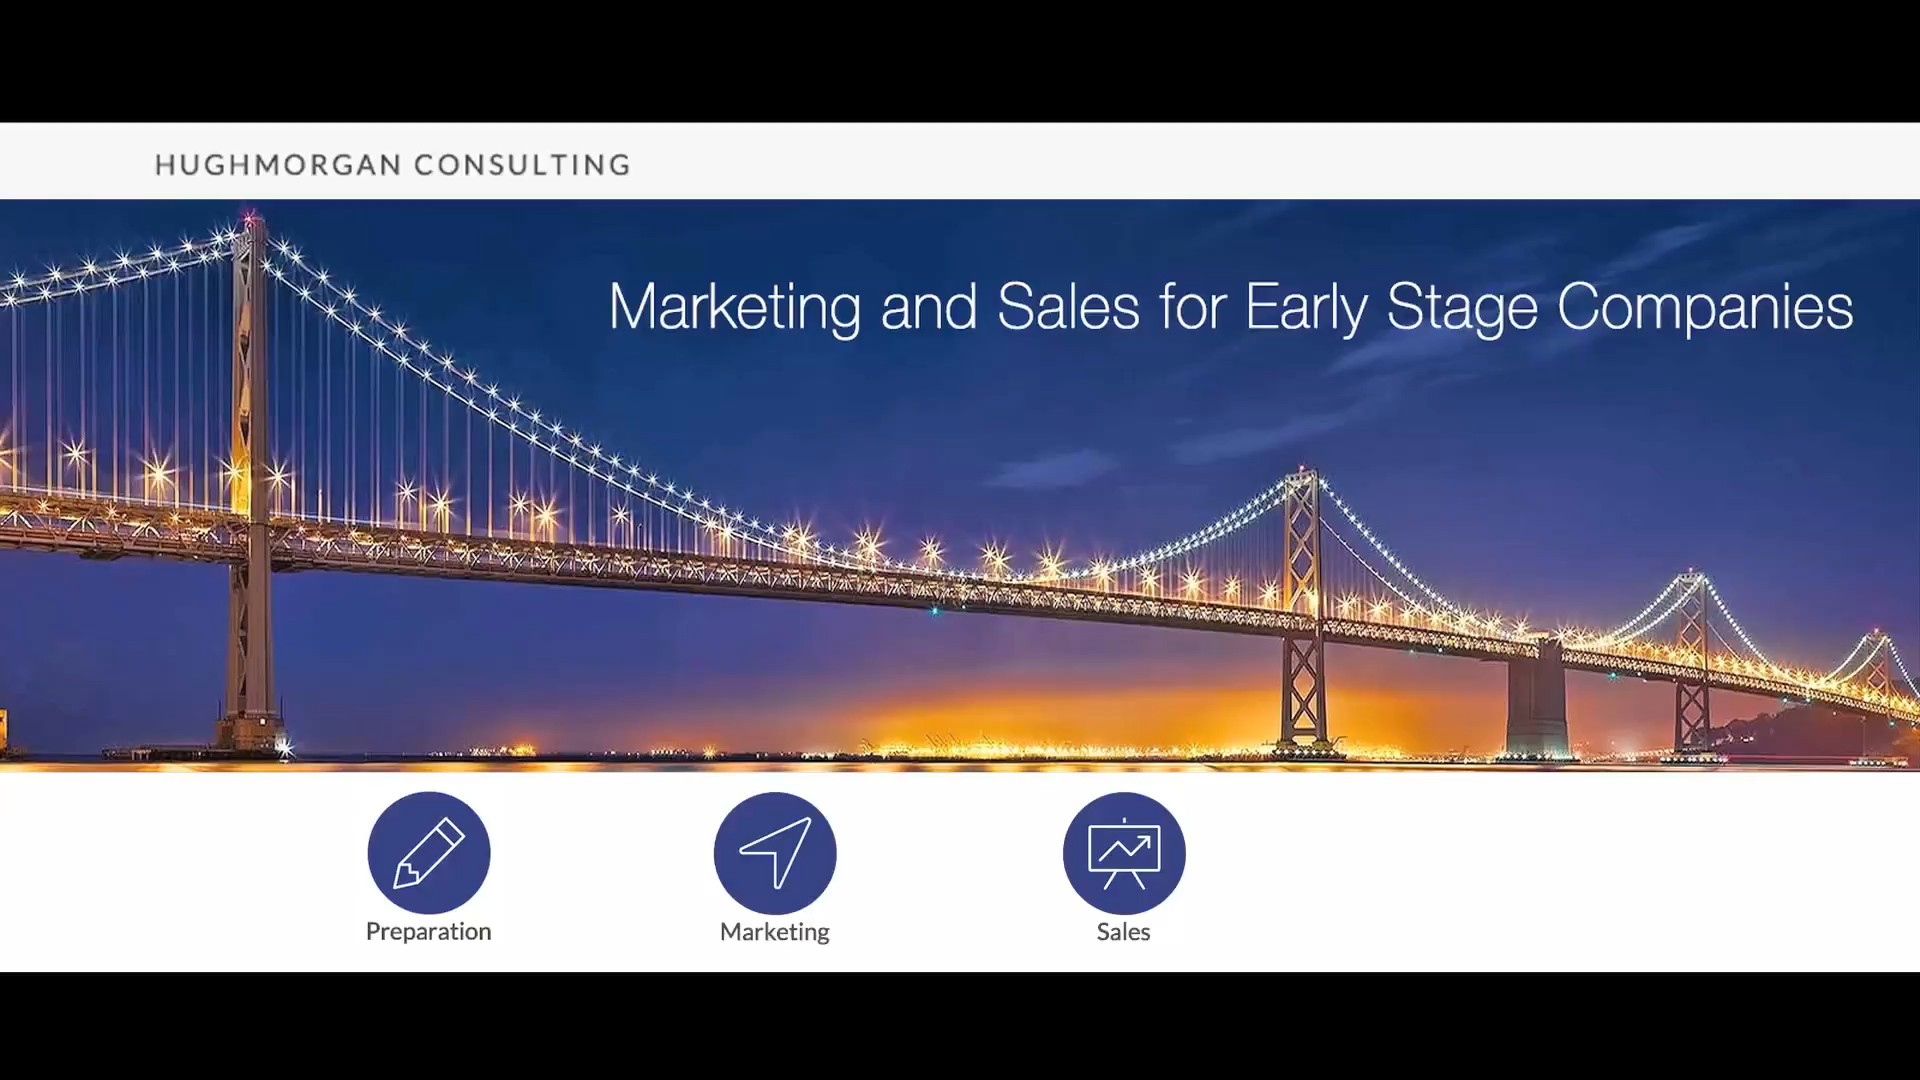 HUGHMORGAN CONSULTING
Marketing and Sales for Early Stage Companies
Preparation
Marketing
Sales